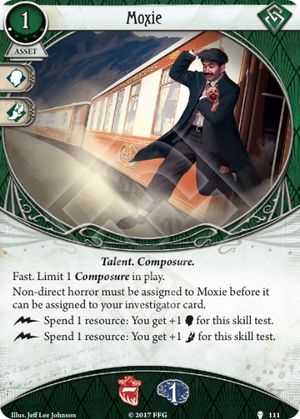 1
Moxie
ASSET
Talent. Composure.
Fast. Limit 1 Composure in play.
Non-direct horror must be assigned to Moxie before it
can be assigned to your investigator card.
Spend 1 resource: You get +1 for this skill test.
Spend 1 resource: You get +1 for this skill test.
1
Illus. Jeff Lee Johnson
© 2017 FFG
111